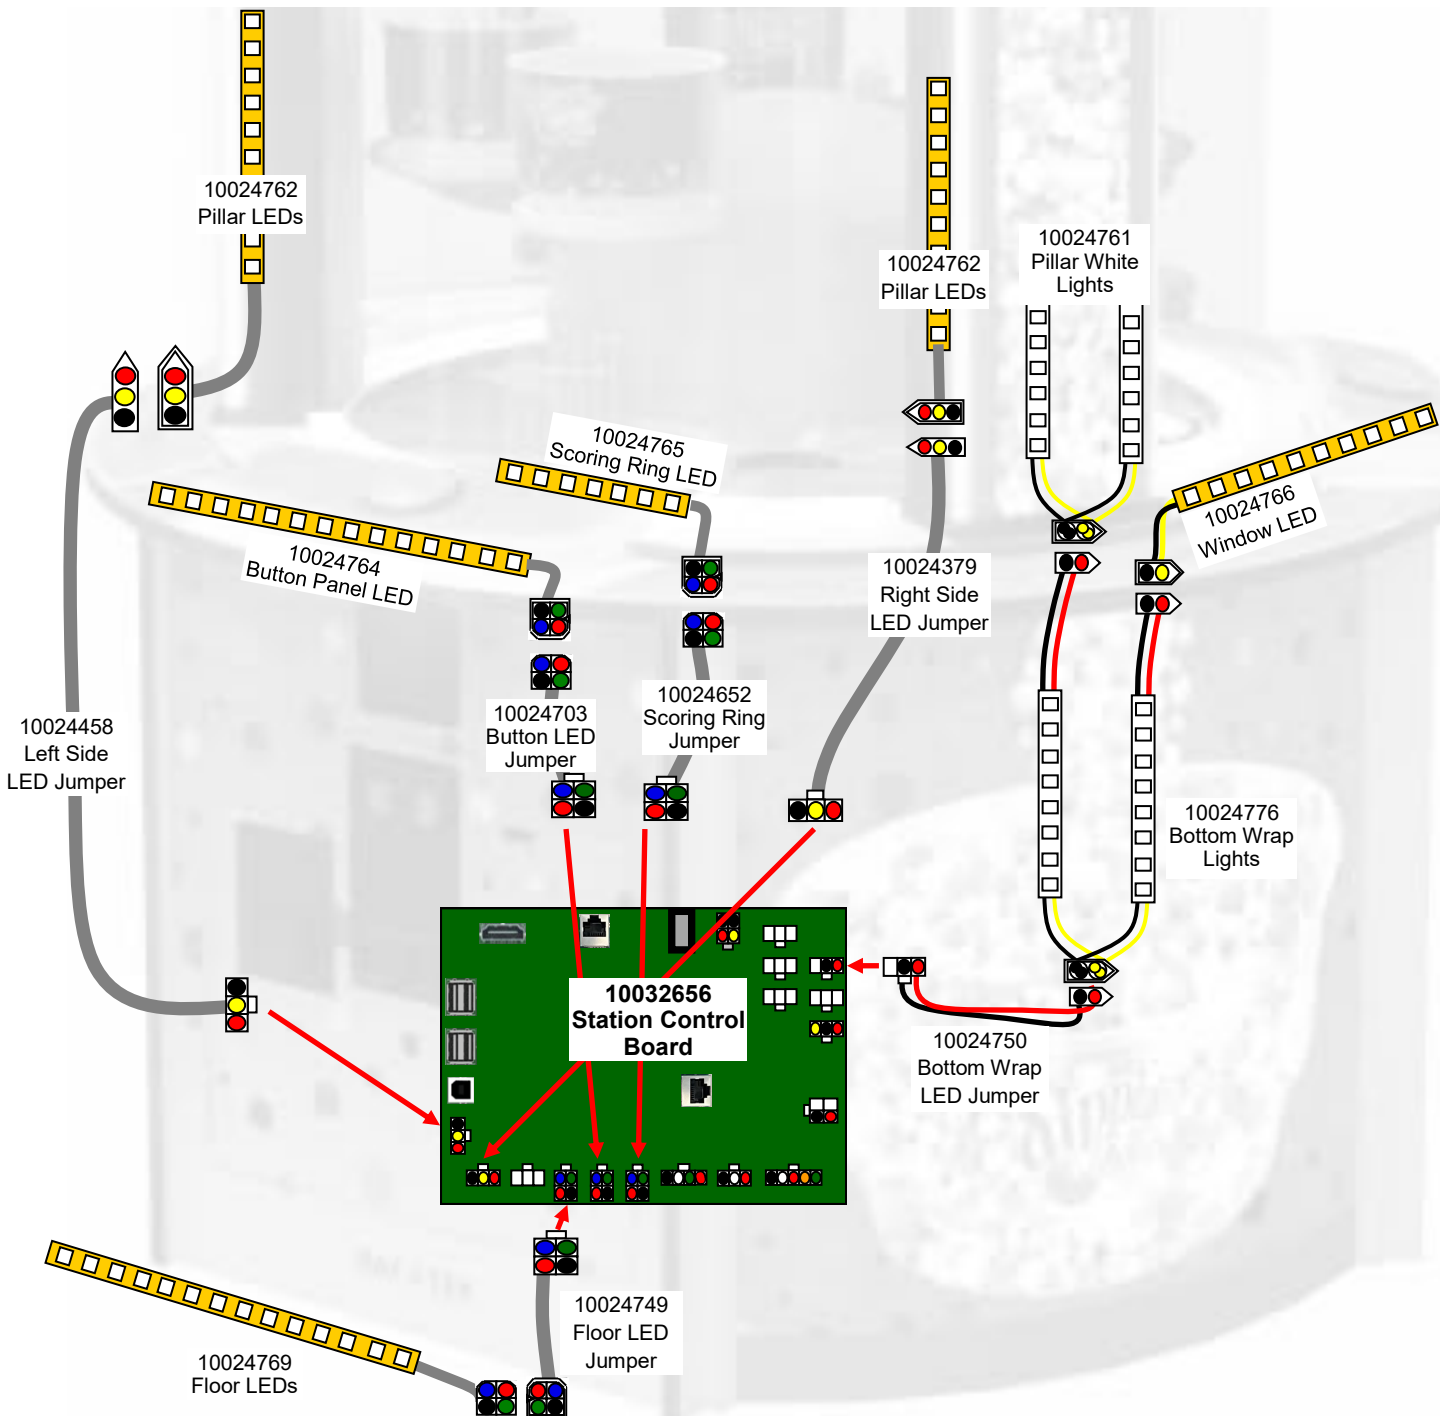 10024762
Pillar LEDs
10024762
Pillar LEDs
10024761
Pillar White
Lights
10024765
Scoring Ring LED
10024766
Window LED
10024764
Button Panel LED
10024379
Right Side
LED Jumper
10024458
Left Side
LED Jumper
10024703
Button LED
Jumper
10024652
Scoring Ring
Jumper
10024776
Bottom Wrap
Lights
10032656
Station Control
Board
10024750
Bottom Wrap
LED Jumper
10024749
Floor LED
Jumper
10024769
Floor LEDs